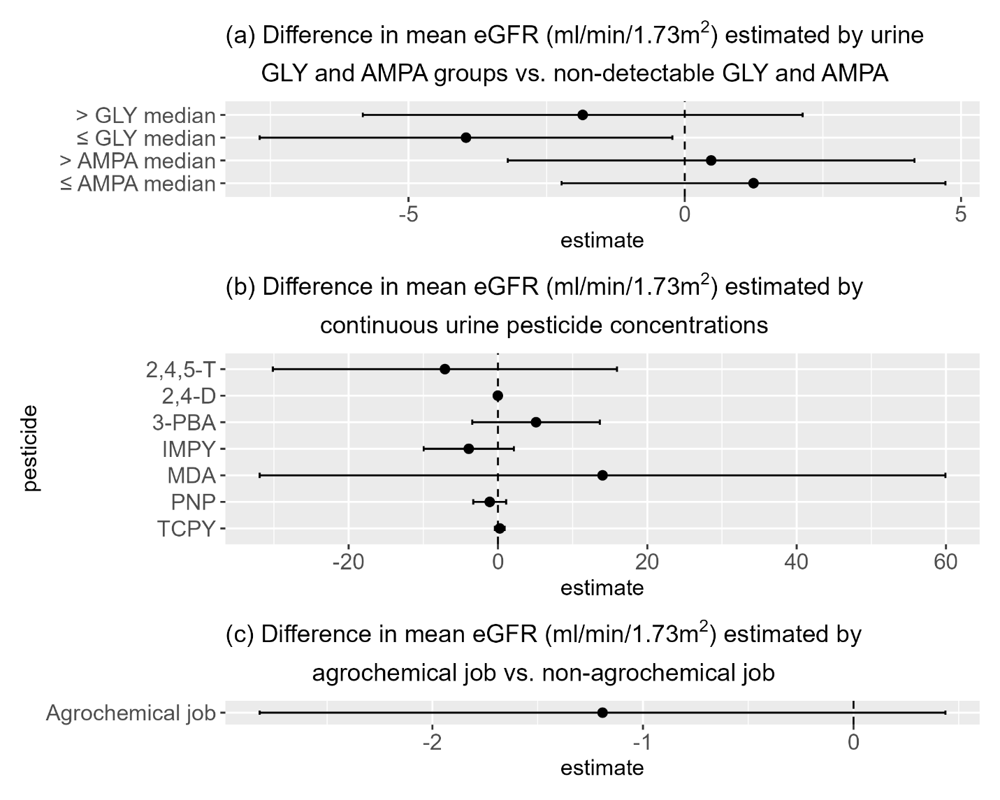 (a) Difference in mean eGFR (ml/min/1.73m²) estimated by urine
GLY and AMPA groups vs. non-detectable GLY and AMPA
> GLY median
≤ GLY median
> AMPA median
≤ AMPA median
-5 0 5
estimate
(b) Difference in mean eGFR (ml/min/1.73m²) estimated by
continuous urine pesticide concentrations
pesticide
2,4,5-T
2,4-D
3-PBA
IMPY
MDA
PNP
TCPY
-20 0 20 40 60
estimate
(c) Difference in mean eGFR (ml/min/1.73m²) estimated by
agrochemical job vs. non-agrochemical job
Agrochemical job
-2 -1 0
estimate